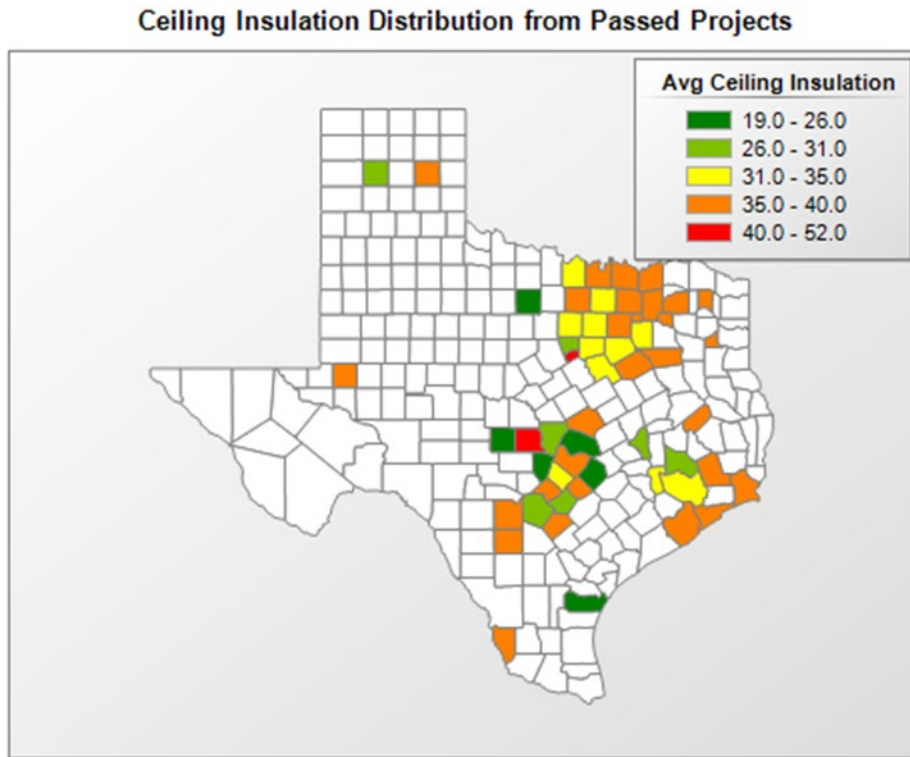 Ceiling Insulation Distribution from Passed Projects
Avg Ceiling Insulation
19.0 - 26.0
26.0 - 31.0
31.0 - 35.0
35.0 - 40.0
40.0 - 52.0